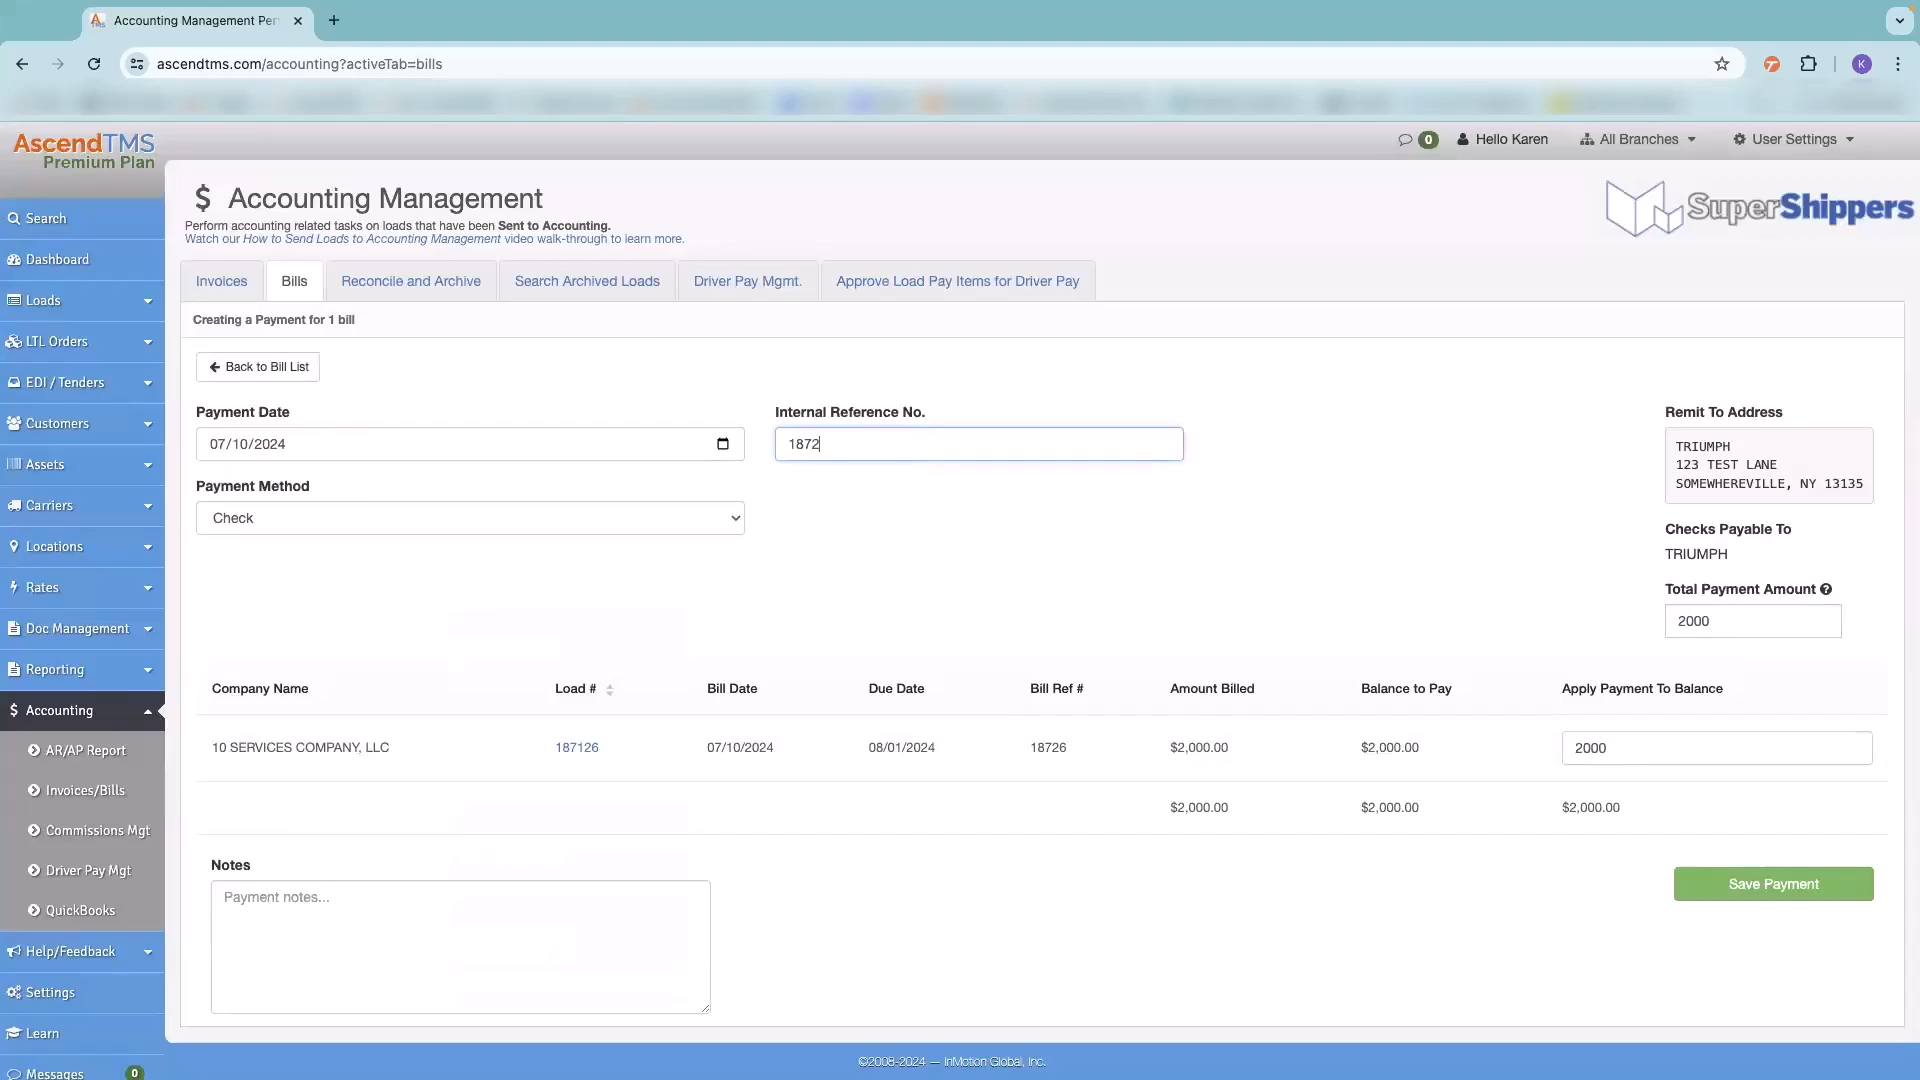 Accounting Management Per
ascendtms.com/accounting?activeTab=bills
K
AscendTMS
Premium Plan
0
Hello Karen
All Branches
User Settings
Search
Dashboard
Loads
LTL Orders
EDI / Tenders
Customers
Assets
Carriers
Locations
Rates
Doc Management
Reporting
Accounting
AR/AP Report
Invoices/Bills
Commissions Mgt
Driver Pay Mgt
QuickBooks
Help/Feedback
Settings
Learn
Messages 0
$ Accounting Management
Perform accounting related tasks on loads that have been Sent to Accounting.
Watch our How to Send Loads to Accounting Management video walk-through to learn more.
SuperShippers
Invoices Bills Reconcile and Archive Search Archived Loads Driver Pay Mgmt. Approve Load Pay Items for Driver Pay
Creating a Payment for 1 bill
Back to Bill List
Payment Date
07/10/2024
Internal Reference No.
1872
Payment Method
Check
Remit To Address
TRIUMPH
123 TEST LANE
SOMEWHEREVILLE, NY 13135
Checks Payable To
TRIUMPH
Total Payment Amount
2000
Company Name Load # Bill Date Due Date Bill Ref # Amount Billed Balance to Pay Apply Payment To Balance
10 SERVICES COMPANY, LLC 187126 07/10/2024 08/01/2024 18726 $2,000.00 $2,000.00 2000
$2,000.00 $2,000.00 $2,000.00
Notes
Payment notes...
Save Payment
©2008-2024 — InMotion Global, Inc.